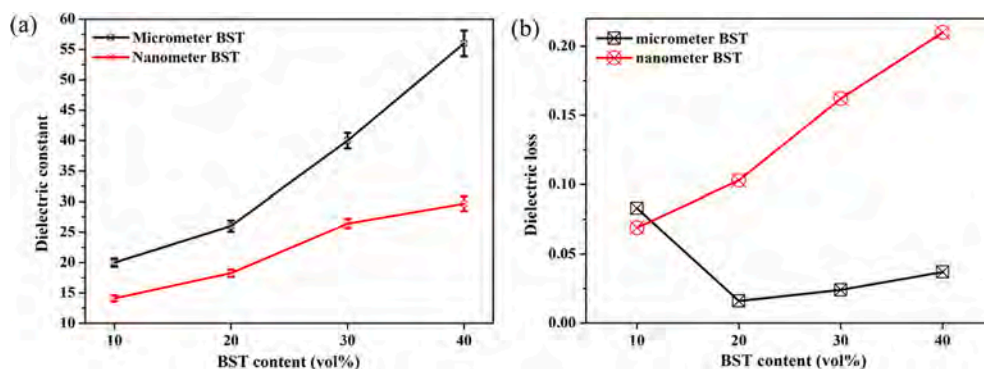 (a)
Micrometer BST
Nanometer BST
Dielectric constant
60
55
50
45
40
35
30
25
20
15
10
10 20 30 40
BST content (vol%)
(b)
micrometer BST
nanometer BST
Dielectric loss
0.20
0.15
0.10
0.05
0.00
10 20 30 40
BST content (vol%)